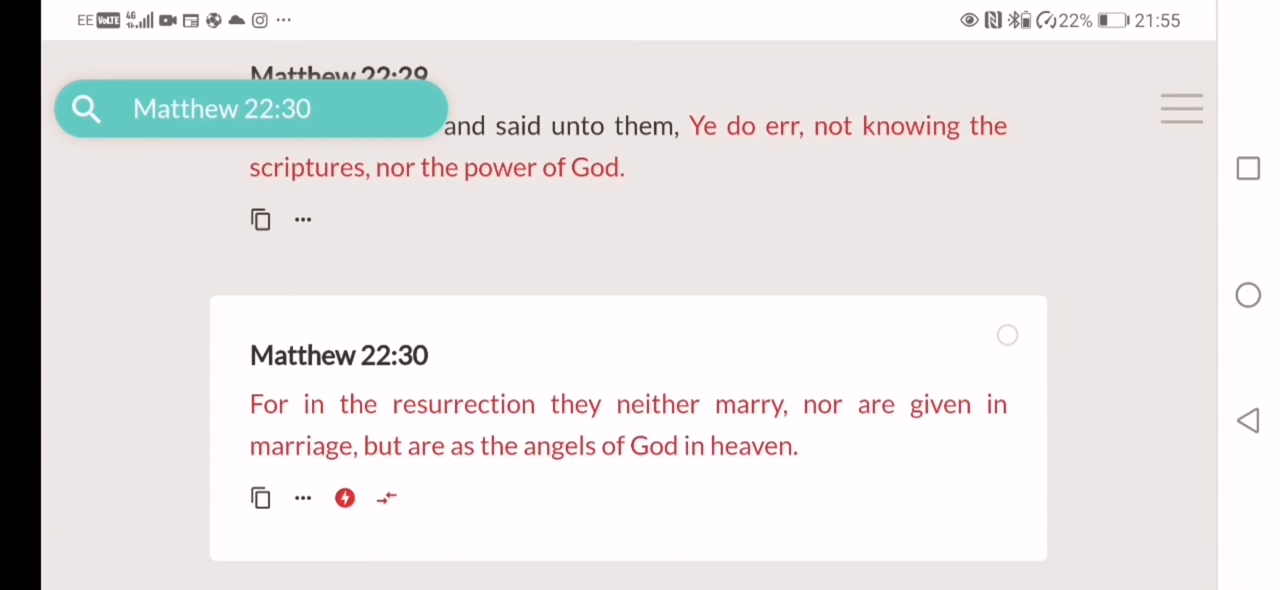 EE VoLTE 4G 22% 21:55
Matthew 22:29
Matthew 22:30
and said unto them, Ye do err, not knowing the
scriptures, nor the power of God.
Matthew 22:30
For in the resurrection they neither marry, nor are given in
marriage, but are as the angels of God in heaven.